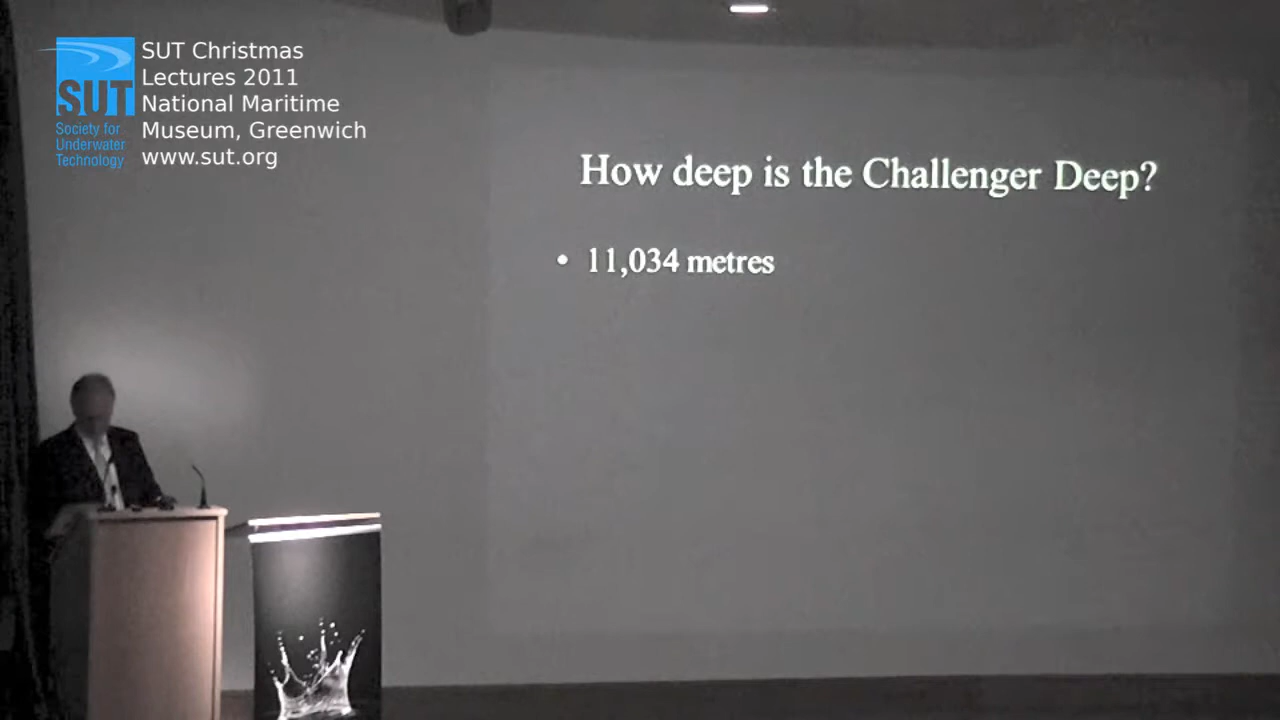 SUT Christmas
Lectures 2011
National Maritime
Museum, Greenwich
www.sut.org
SUT
Society for
Underwater
Technology
How deep is the Challenger Deep?
• 11,034 metres